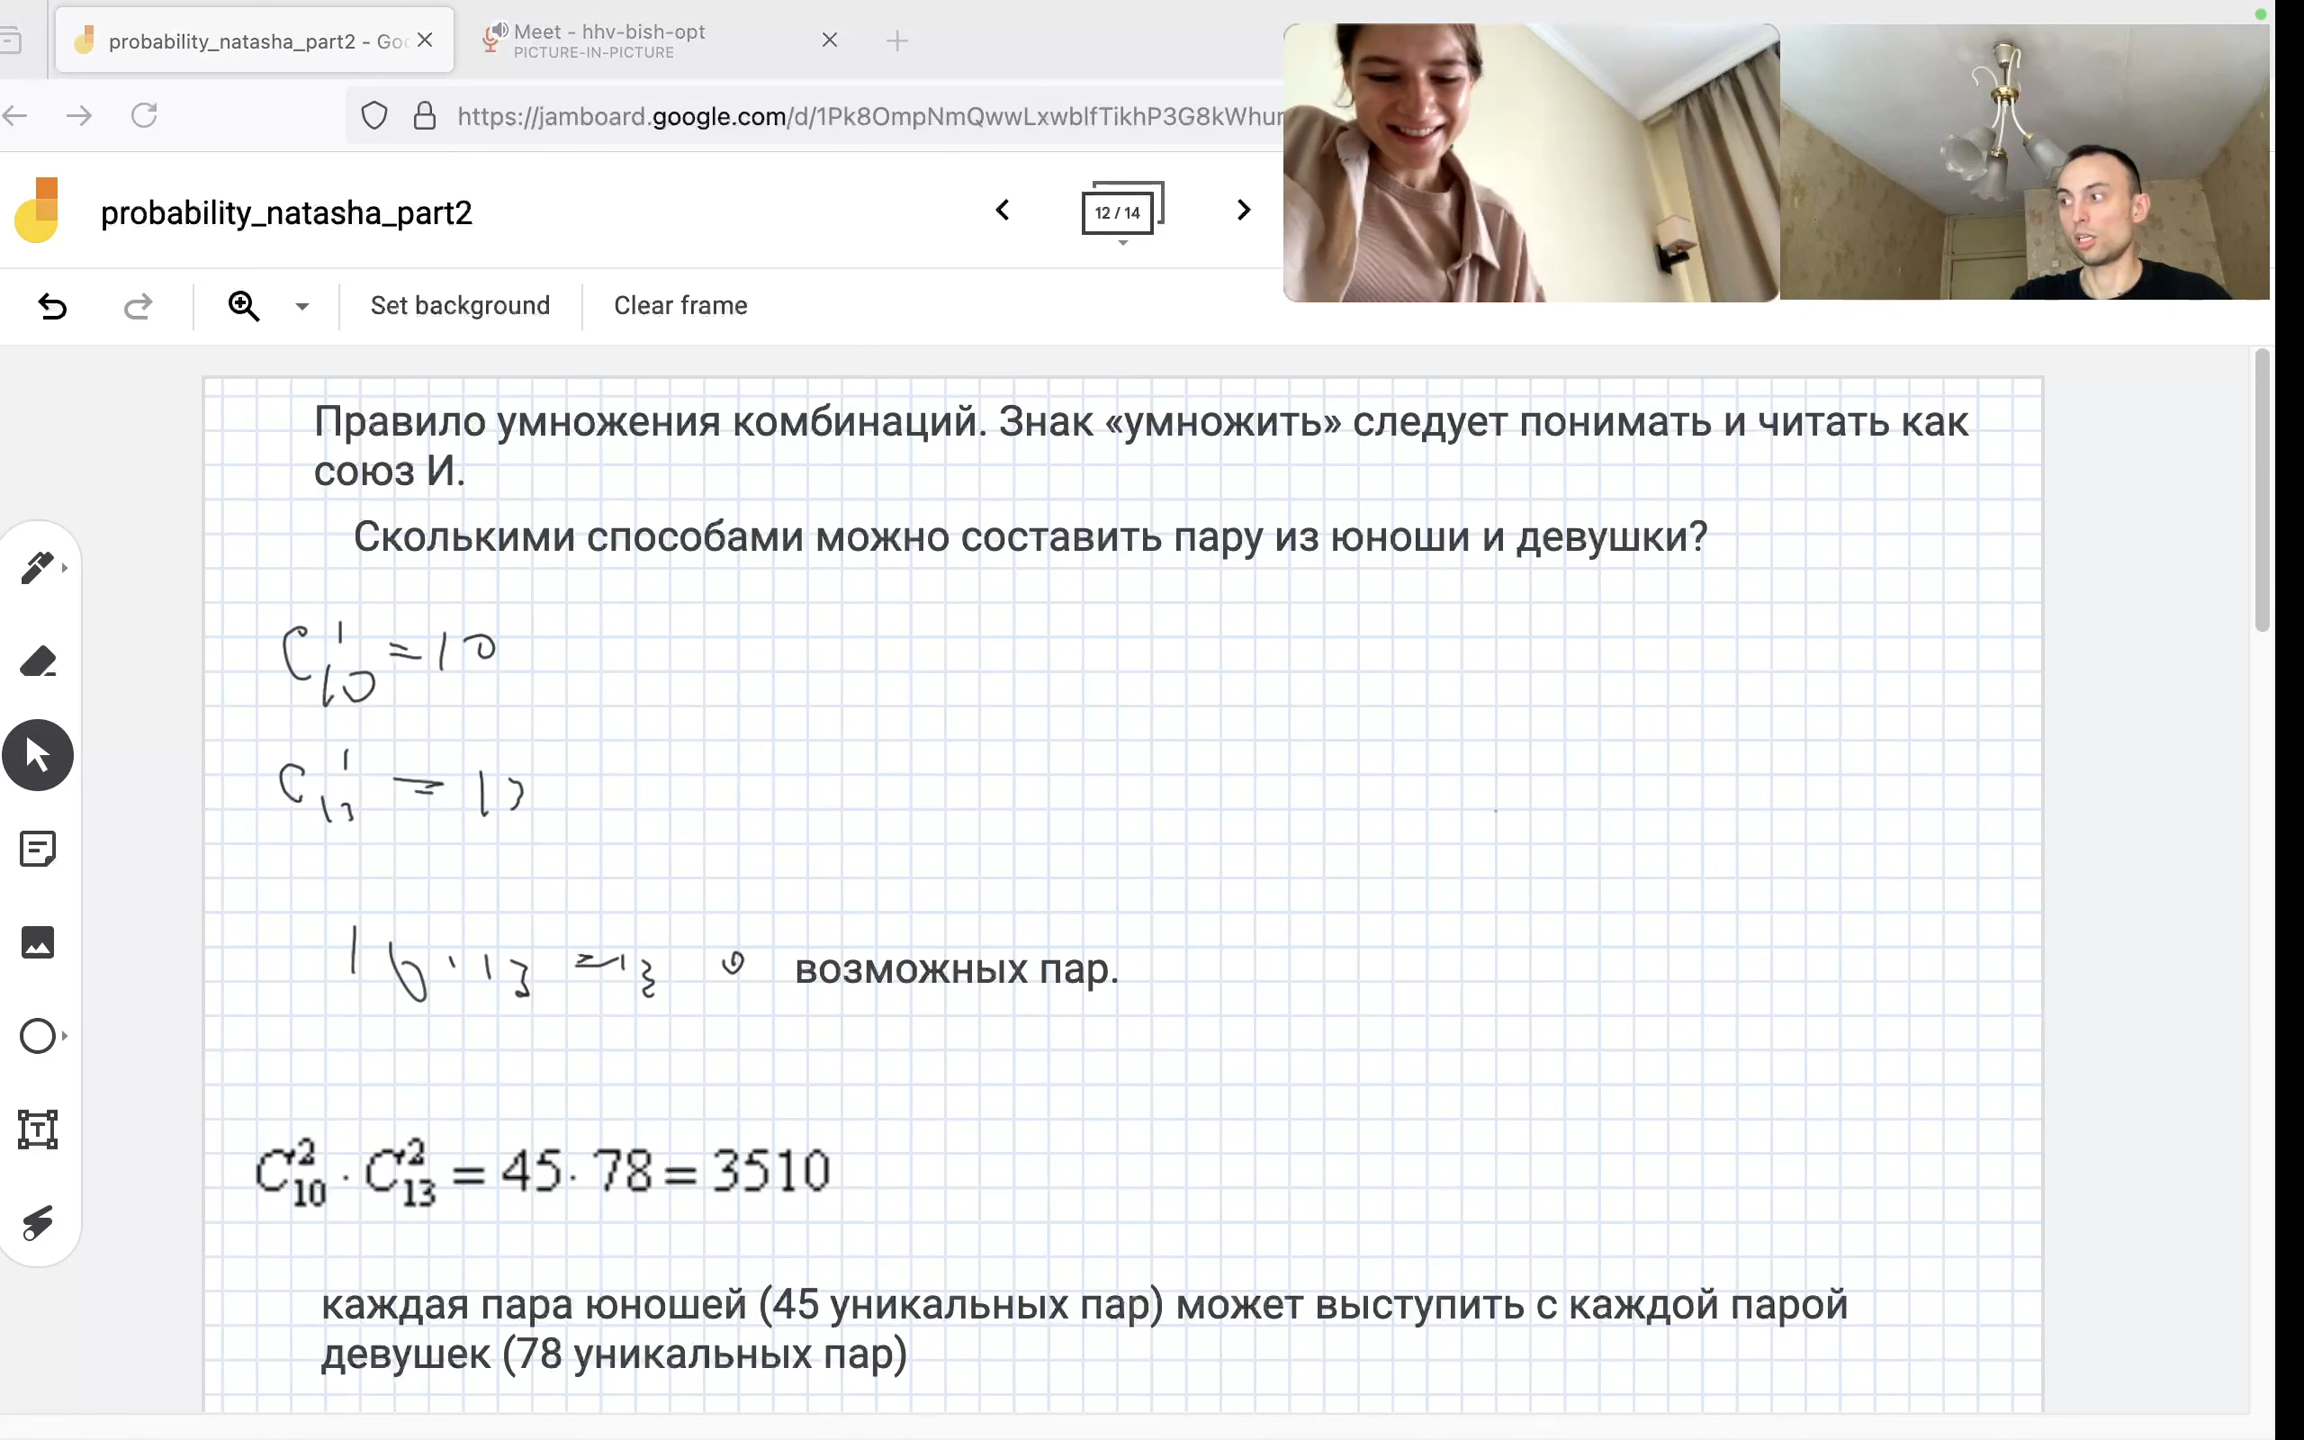 probability_natasha_part2 - Goo
Meet - hhv-bish-opt
PICTURE-IN-PICTURE
https://jamboard.google.com/d/1Pk8OmpNmQwwLxwblfTikhP3G8kWhur
probability_natasha_part2
12 / 14
Set background
Clear frame
Правило умножения комбинаций. Знак «умножить» следует понимать и читать как
союз И.
Сколькими способами можно составить пару из юноши и девушки?
C¹₁₀ = 10
C¹₁₃ = 13
10 · 13 = 130 возможных пар.
C²₁₀ · C²₁₃ = 45 · 78 = 3510
каждая пара юношей (45 уникальных пар) может выступить с каждой парой
девушек (78 уникальных пар)